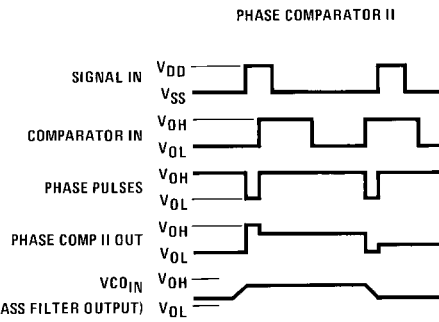 PHASE COMPARATOR II
SIGNAL IN
VDD
VSS
COMPARATOR IN
VOH
VOL
PHASE PULSES
VOH
VOL
PHASE COMP II OUT
VOH
VOL
VCOIN
VOH
ASS FILTER OUTPUT)
VOL